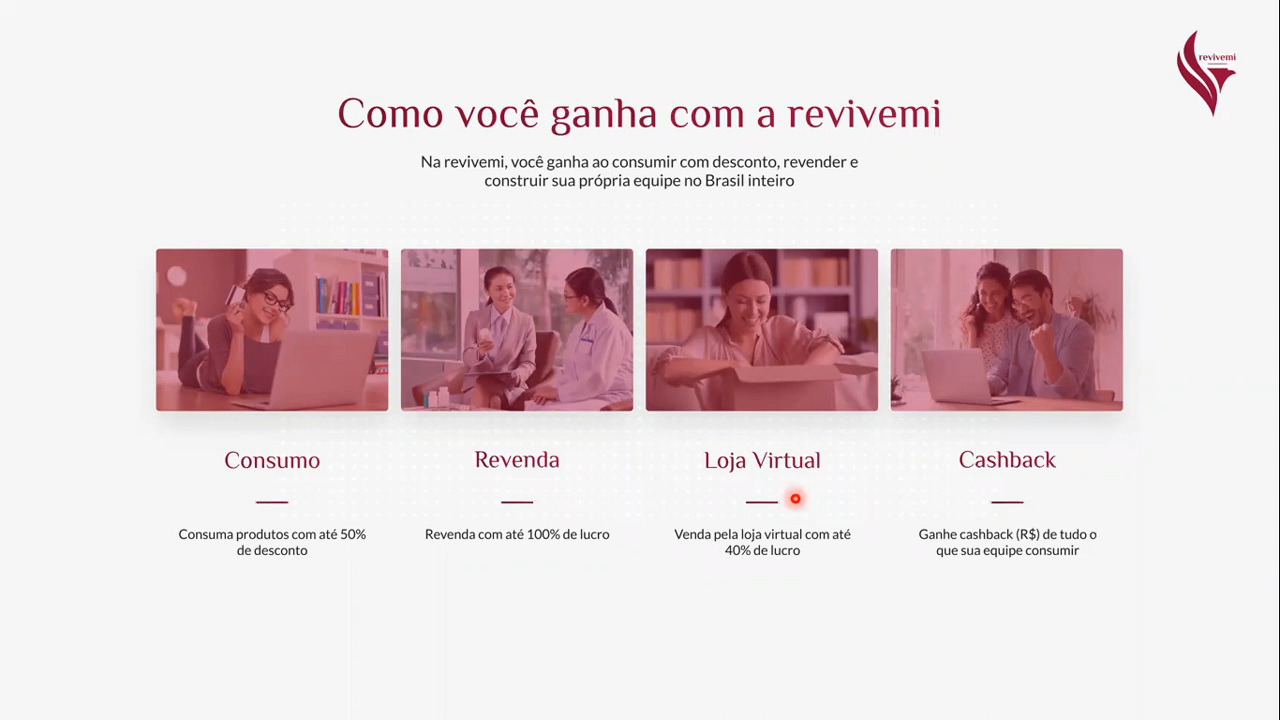 revivemi
Como você ganha com a revivemi
Na revivemi, você ganha ao consumir com desconto, revender e
construir sua própria equipe no Brasil inteiro
Consumo
Revenda
Loja Virtual
Cashback
Consuma produtos com até 50%
de desconto
Revenda com até 100% de lucro
Venda pela loja virtual com até
40% de lucro
Ganhe cashback (R$) de tudo o
que sua equipe consumir